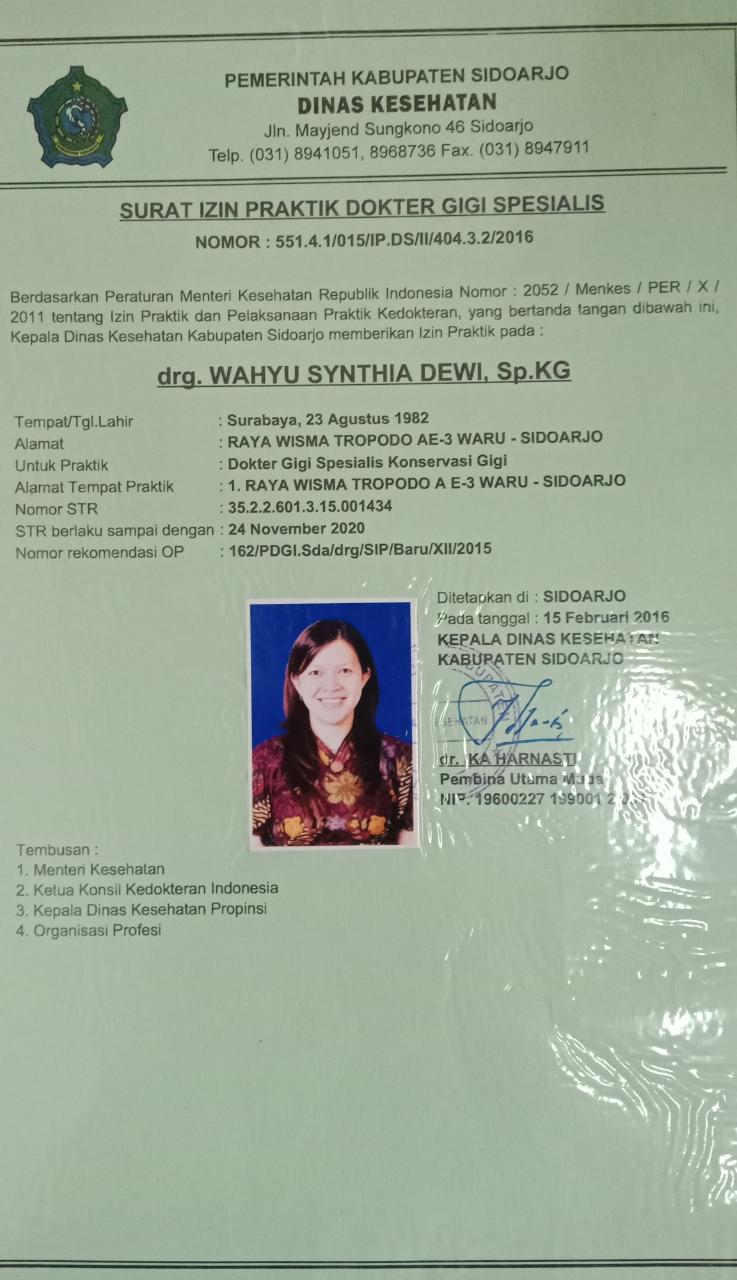 PEMERINTAH KABUPATEN SIDOARJO
DINAS KESEHATAN
Jln. Mayjend Sungkono 46 Sidoarjo
Telp. (031) 8941051, 8968736 Fax. (031) 8947911
SURAT IZIN PRAKTIK DOKTER GIGI SPESIALIS
NOMOR : 551.4.1/015/IP.DS/II/404.3.2/2016
Berdasarkan Peraturan Menteri Kesehatan Republik Indonesia Nomor : 2052 / Menkes / PER / X /
2011 tentang Izin Praktik dan Pelaksanaan Praktik Kedokteran, yang bertanda tangan dibawah ini,
Kepala Dinas Kesehatan Kabupaten Sidoarjo memberikan Izin Praktik pada :
drg. WAHYU SYNTHIA DEWI, Sp.KG
Tempat/Tgl.Lahir : Surabaya, 23 Agustus 1982
Alamat : RAYA WISMA TROPODO AE-3 WARU - SIDOARJO
Untuk Praktik : Dokter Gigi Spesialis Konservasi Gigi
Alamat Tempat Praktik : 1. RAYA WISMA TROPODO A E-3 WARU - SIDOARJO
Nomor STR : 35.2.2.601.3.15.001434
STR berlaku sampai dengan : 24 November 2020
Nomor rekomendasi OP : 162/PDGI.Sda/drg/SIP/Baru/XII/2015
Ditetapkan di : SIDOARJO
Pada tanggal : 15 Februari 2016
KEPALA DINAS KESEHATAN
KABUPATEN SIDOARJO
dr. IKA HARNASTI
Pembina Utama Muda
NIP. 19600227 199001 2
Tembusan :
1. Menteri Kesehatan
2. Ketua Konsil Kedokteran Indonesia
3. Kepala Dinas Kesehatan Propinsi
4. Organisasi Profesi